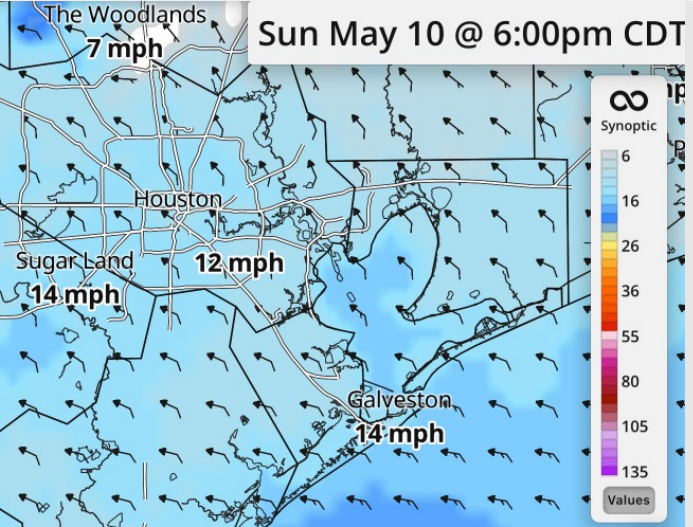 The Woodlands
7 mph
Sun May 10 @ 6:00pm CDT
Synoptic
6
16
26
36
55
80
105
135
Values
Houston
12 mph
Sugar Land
14 mph
Galveston
14 mph